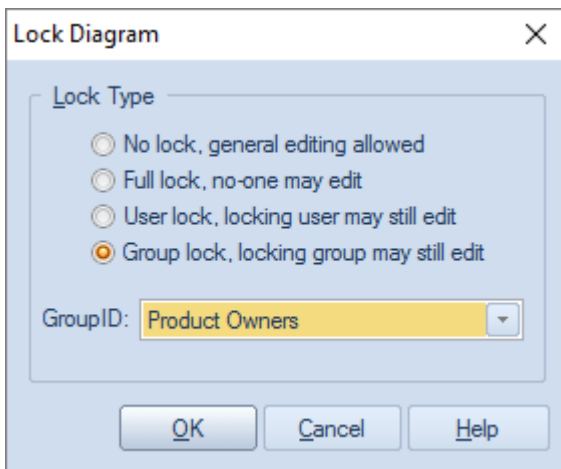 Lock Diagram
Lock Type
No lock, general editing allowed
Full lock, no-one may edit
User lock, locking user may still edit
Group lock, locking group may still edit
GroupID: Product Owners
OK Cancel Help